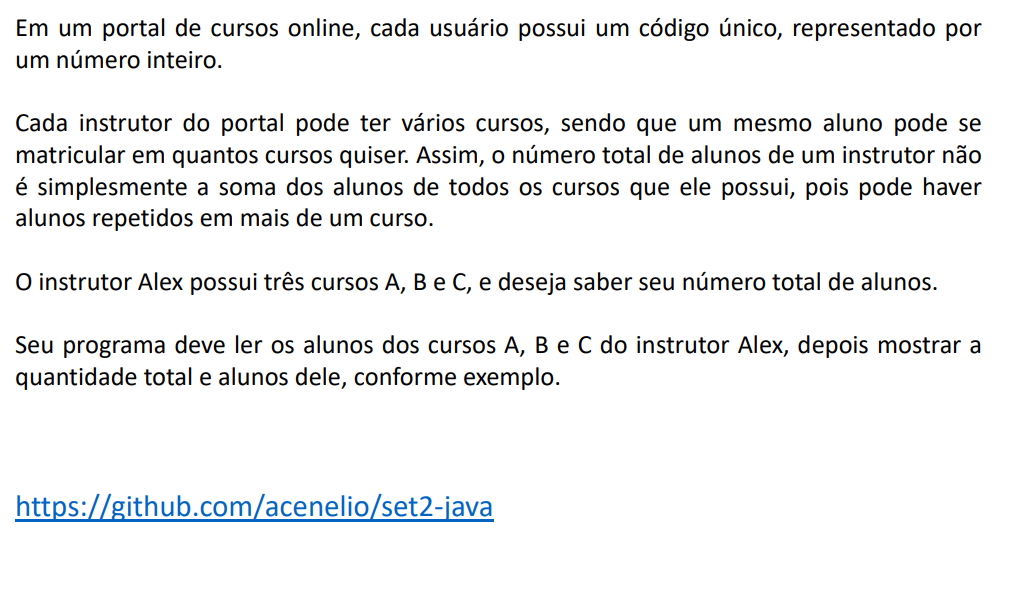 Em um portal de cursos online, cada usuário possui um código único, representado por
um número inteiro.
Cada instrutor do portal pode ter vários cursos, sendo que um mesmo aluno pode se
matricular em quantos cursos quiser. Assim, o número total de alunos de um instrutor não
é simplesmente a soma dos alunos de todos os cursos que ele possui, pois pode haver
alunos repetidos em mais de um curso.
O instrutor Alex possui três cursos A, B e C, e deseja saber seu número total de alunos.
Seu programa deve ler os alunos dos cursos A, B e C do instrutor Alex, depois mostrar a
quantidade total e alunos dele, conforme exemplo.
https://github.com/acenelio/set2-java